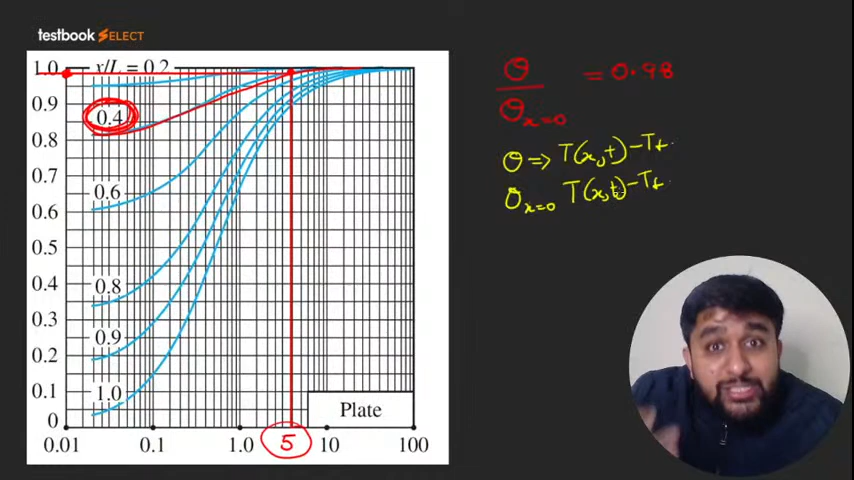 testbook SELECT
1.0 x/L = 0.2
0.9
0.4
0.8
0.7
0.6
0.6
0.5
0.4
0.8
0.3
0.9
0.2
0.1
1.0
Plate
0
0.01 0.1 1.0 5 10 100
θ/θx=0 = 0.98
θ ⇒ T(x,t) - Tf
θx=0 T(x,t) - Tf